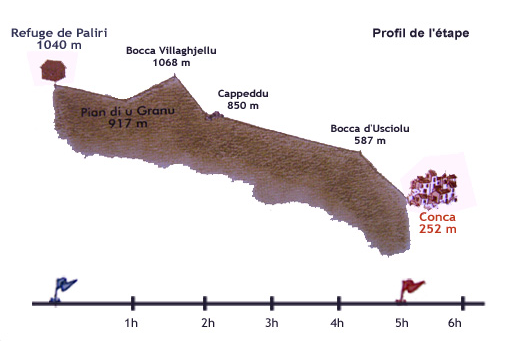 Refuge de Paliri
1040 m
Profil de l'étape
Bocca Villaghjellu
1068 m
Cappeddu
850 m
Pian di u Granu
917 m
Bocca d'Usciolu
587 m
Conca
252 m
1h
2h
3h
4h
5h
6h